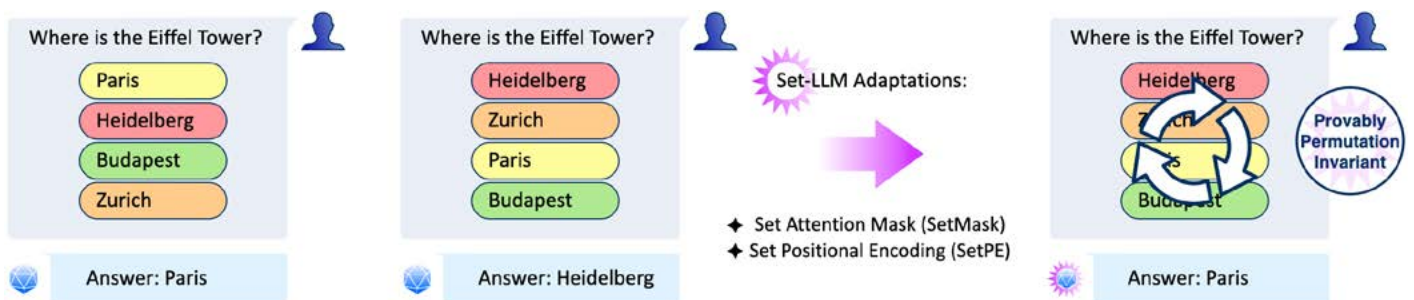 Where is the Eiffel Tower?
Paris
Heidelberg
Budapest
Zurich
Answer: Paris
Where is the Eiffel Tower?
Heidelberg
Zurich
Paris
Budapest
Answer: Heidelberg
Set-LLM Adaptations:
✦ Set Attention Mask (SetMask)
✦ Set Positional Encoding (SetPE)
Where is the Eiffel Tower?
Heidelberg
Budapest
Provably
Permutation
Invariant
Answer: Paris